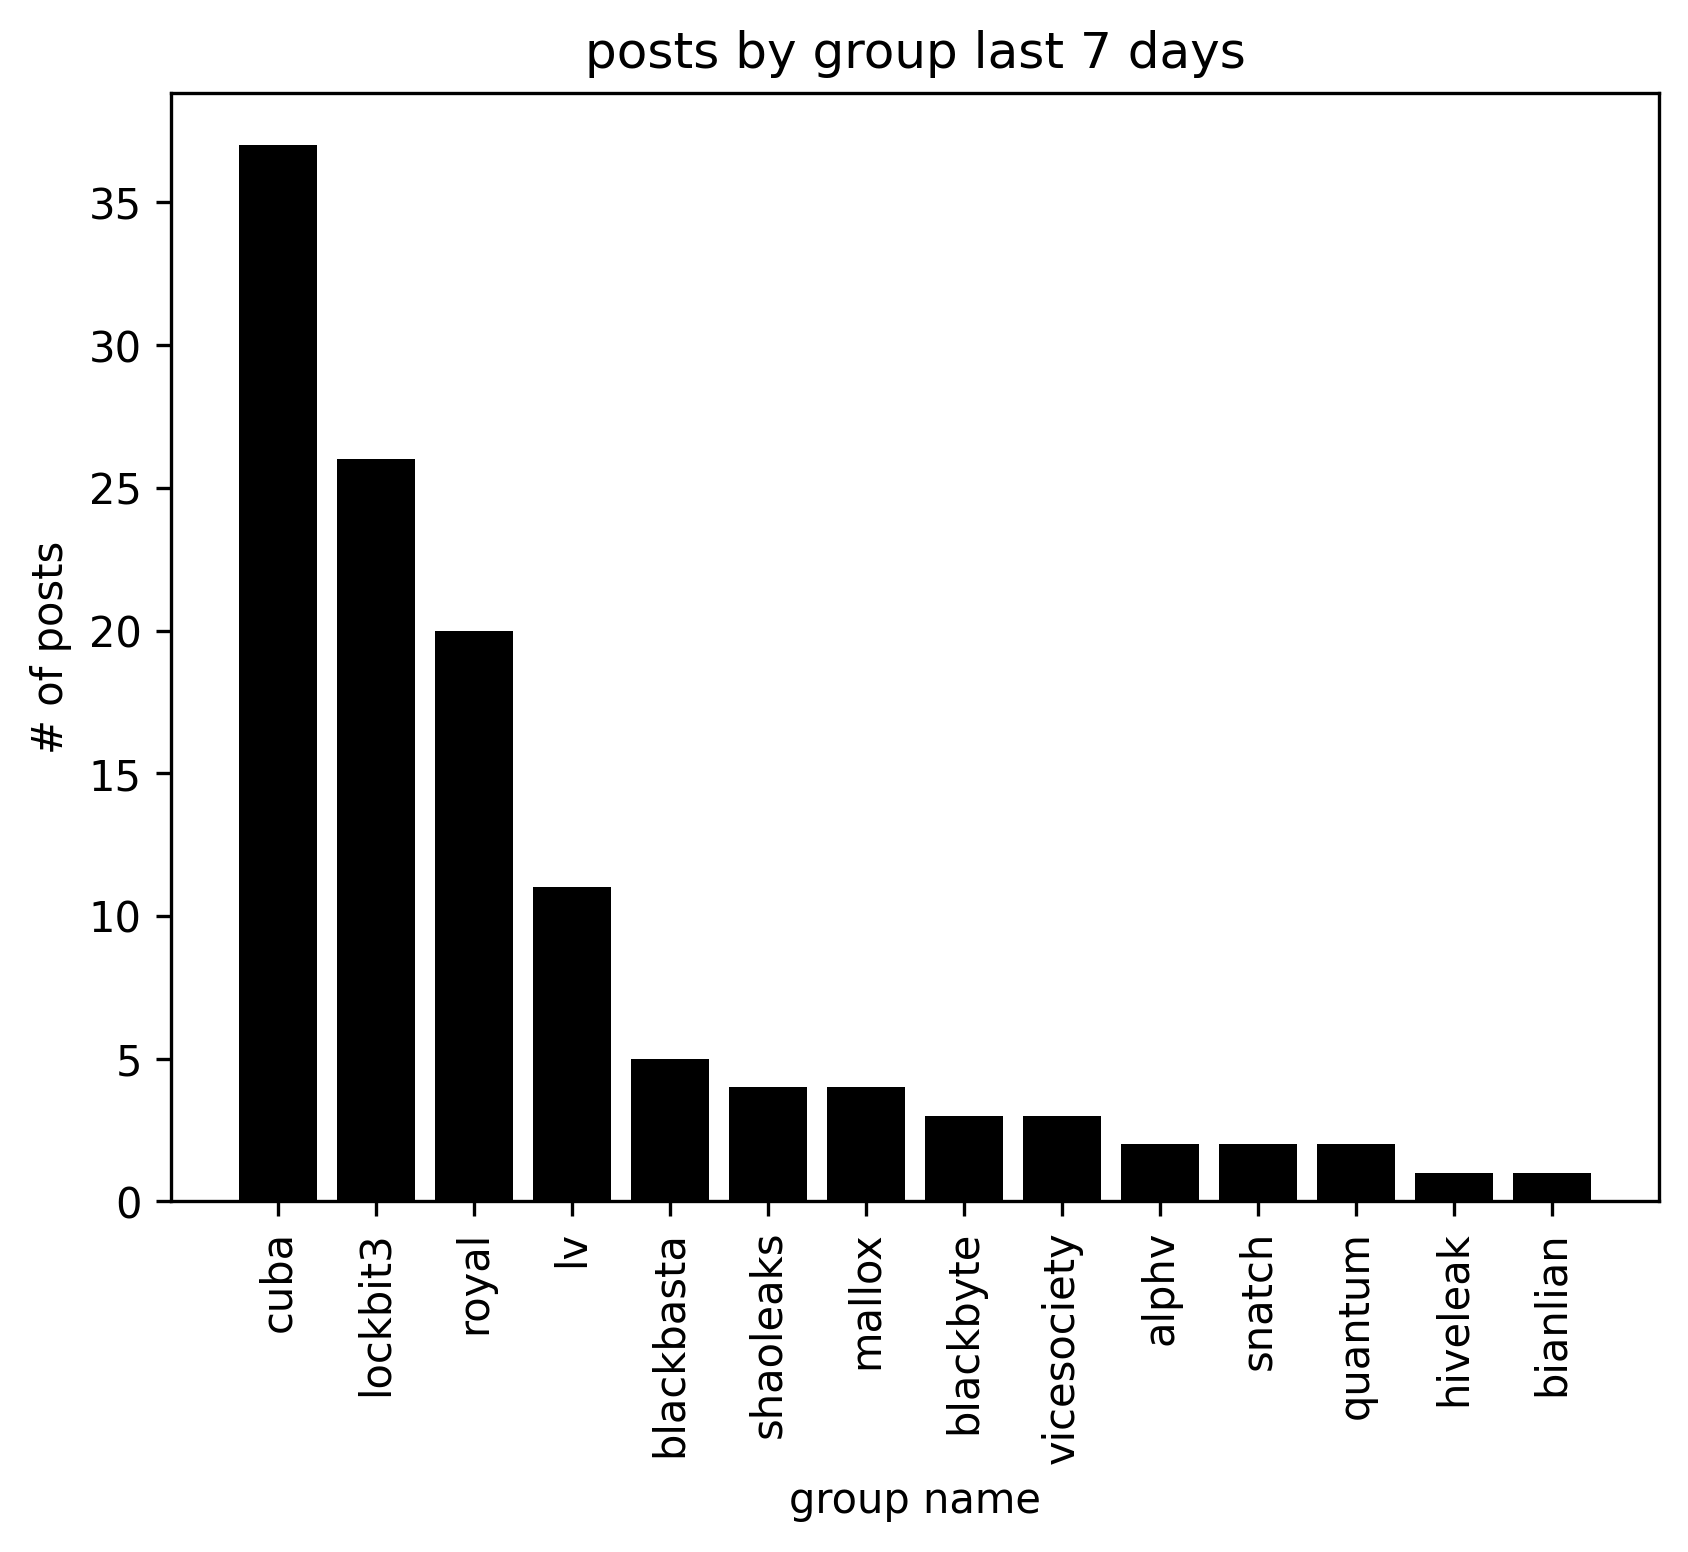 posts by group last 7 days
# of posts
35
30
25
20
15
10
5
0
cuba
lockbit3
royal
lv
blackbasta
shaoleaks
mallox
blackbyte
vicesociety
alphv
snatch
quantum
hiveleak
bianlian
group name